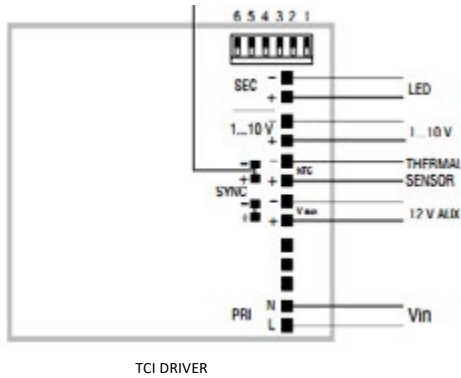 6 5 4 3 2 1
SEC - +
LED
1...10 V - +
1...10 V
- + NTC
THERMAL
SENSOR
SYNC - +
- + V aux
12 V AUX
PRI N
L
Vin
TCI DRIVER